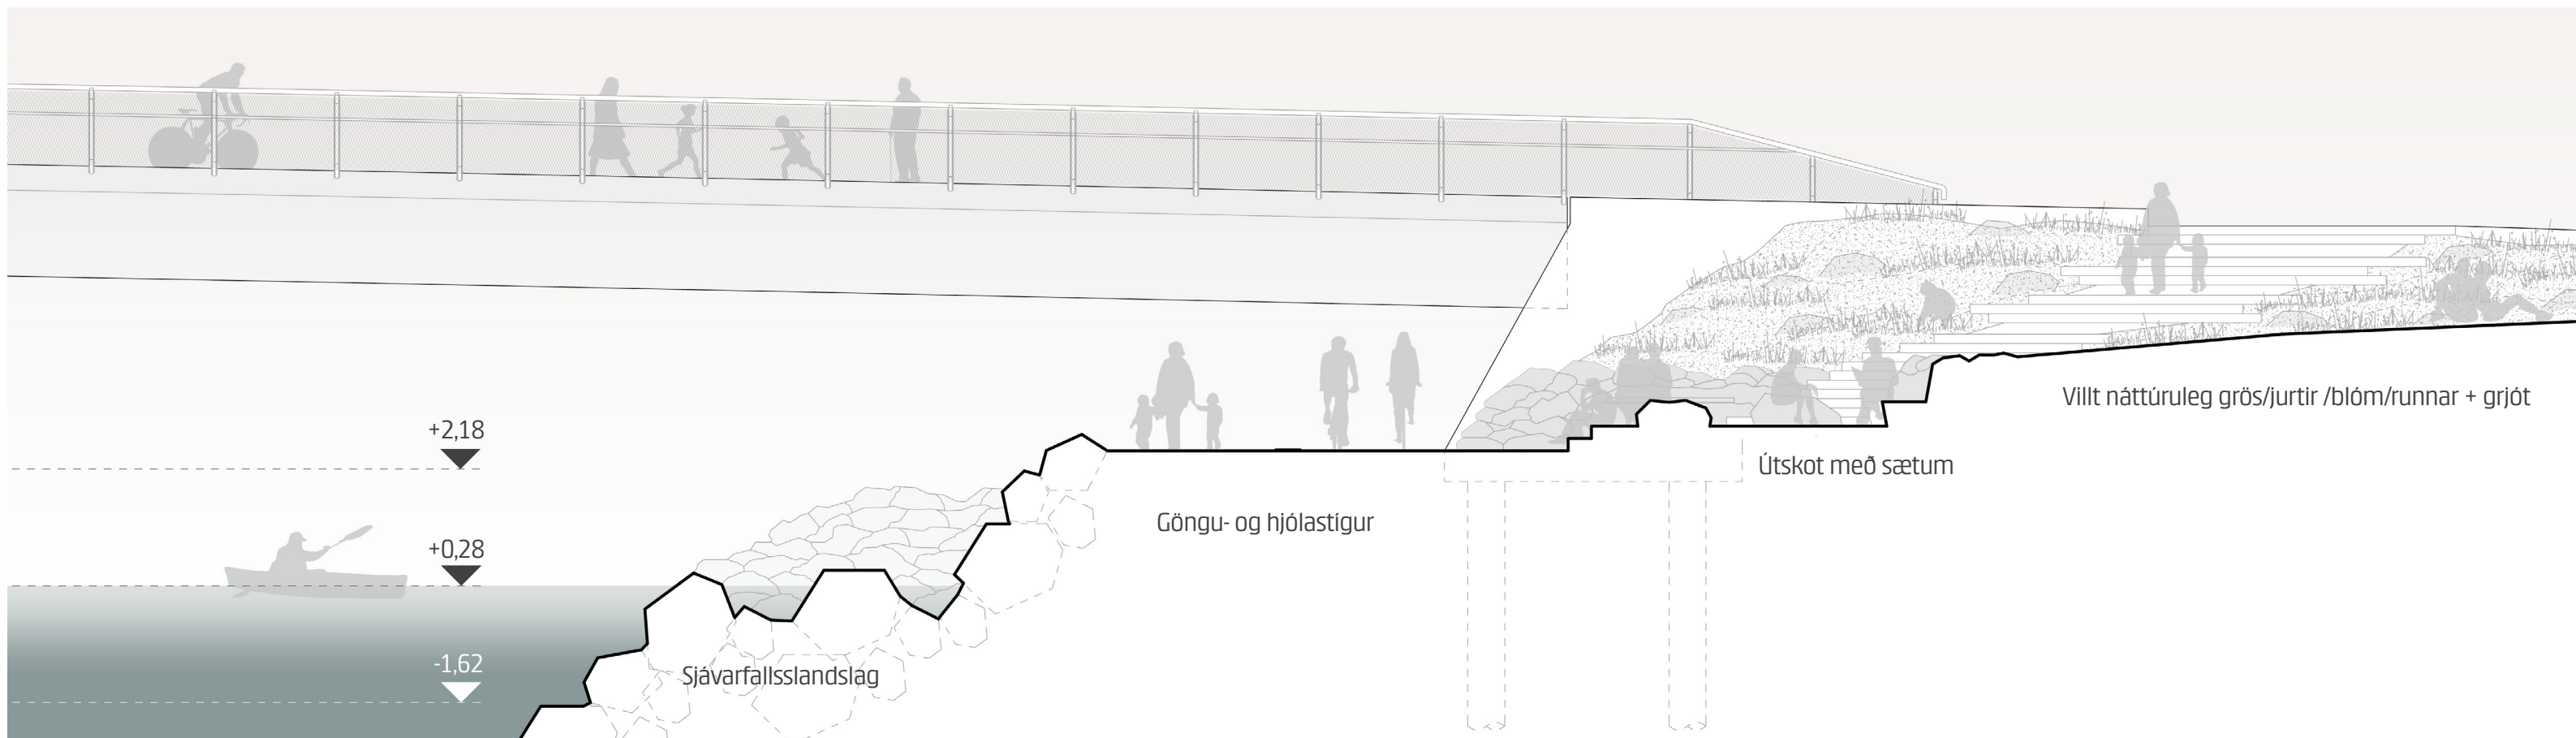 Villt náttúruleg grös/jurtir /blóm/runnar + grjót
+2,18
Útskot með sætum
Göngu- og hjólastígur
+0,28
-1,62
Sjávarfallsslandslag